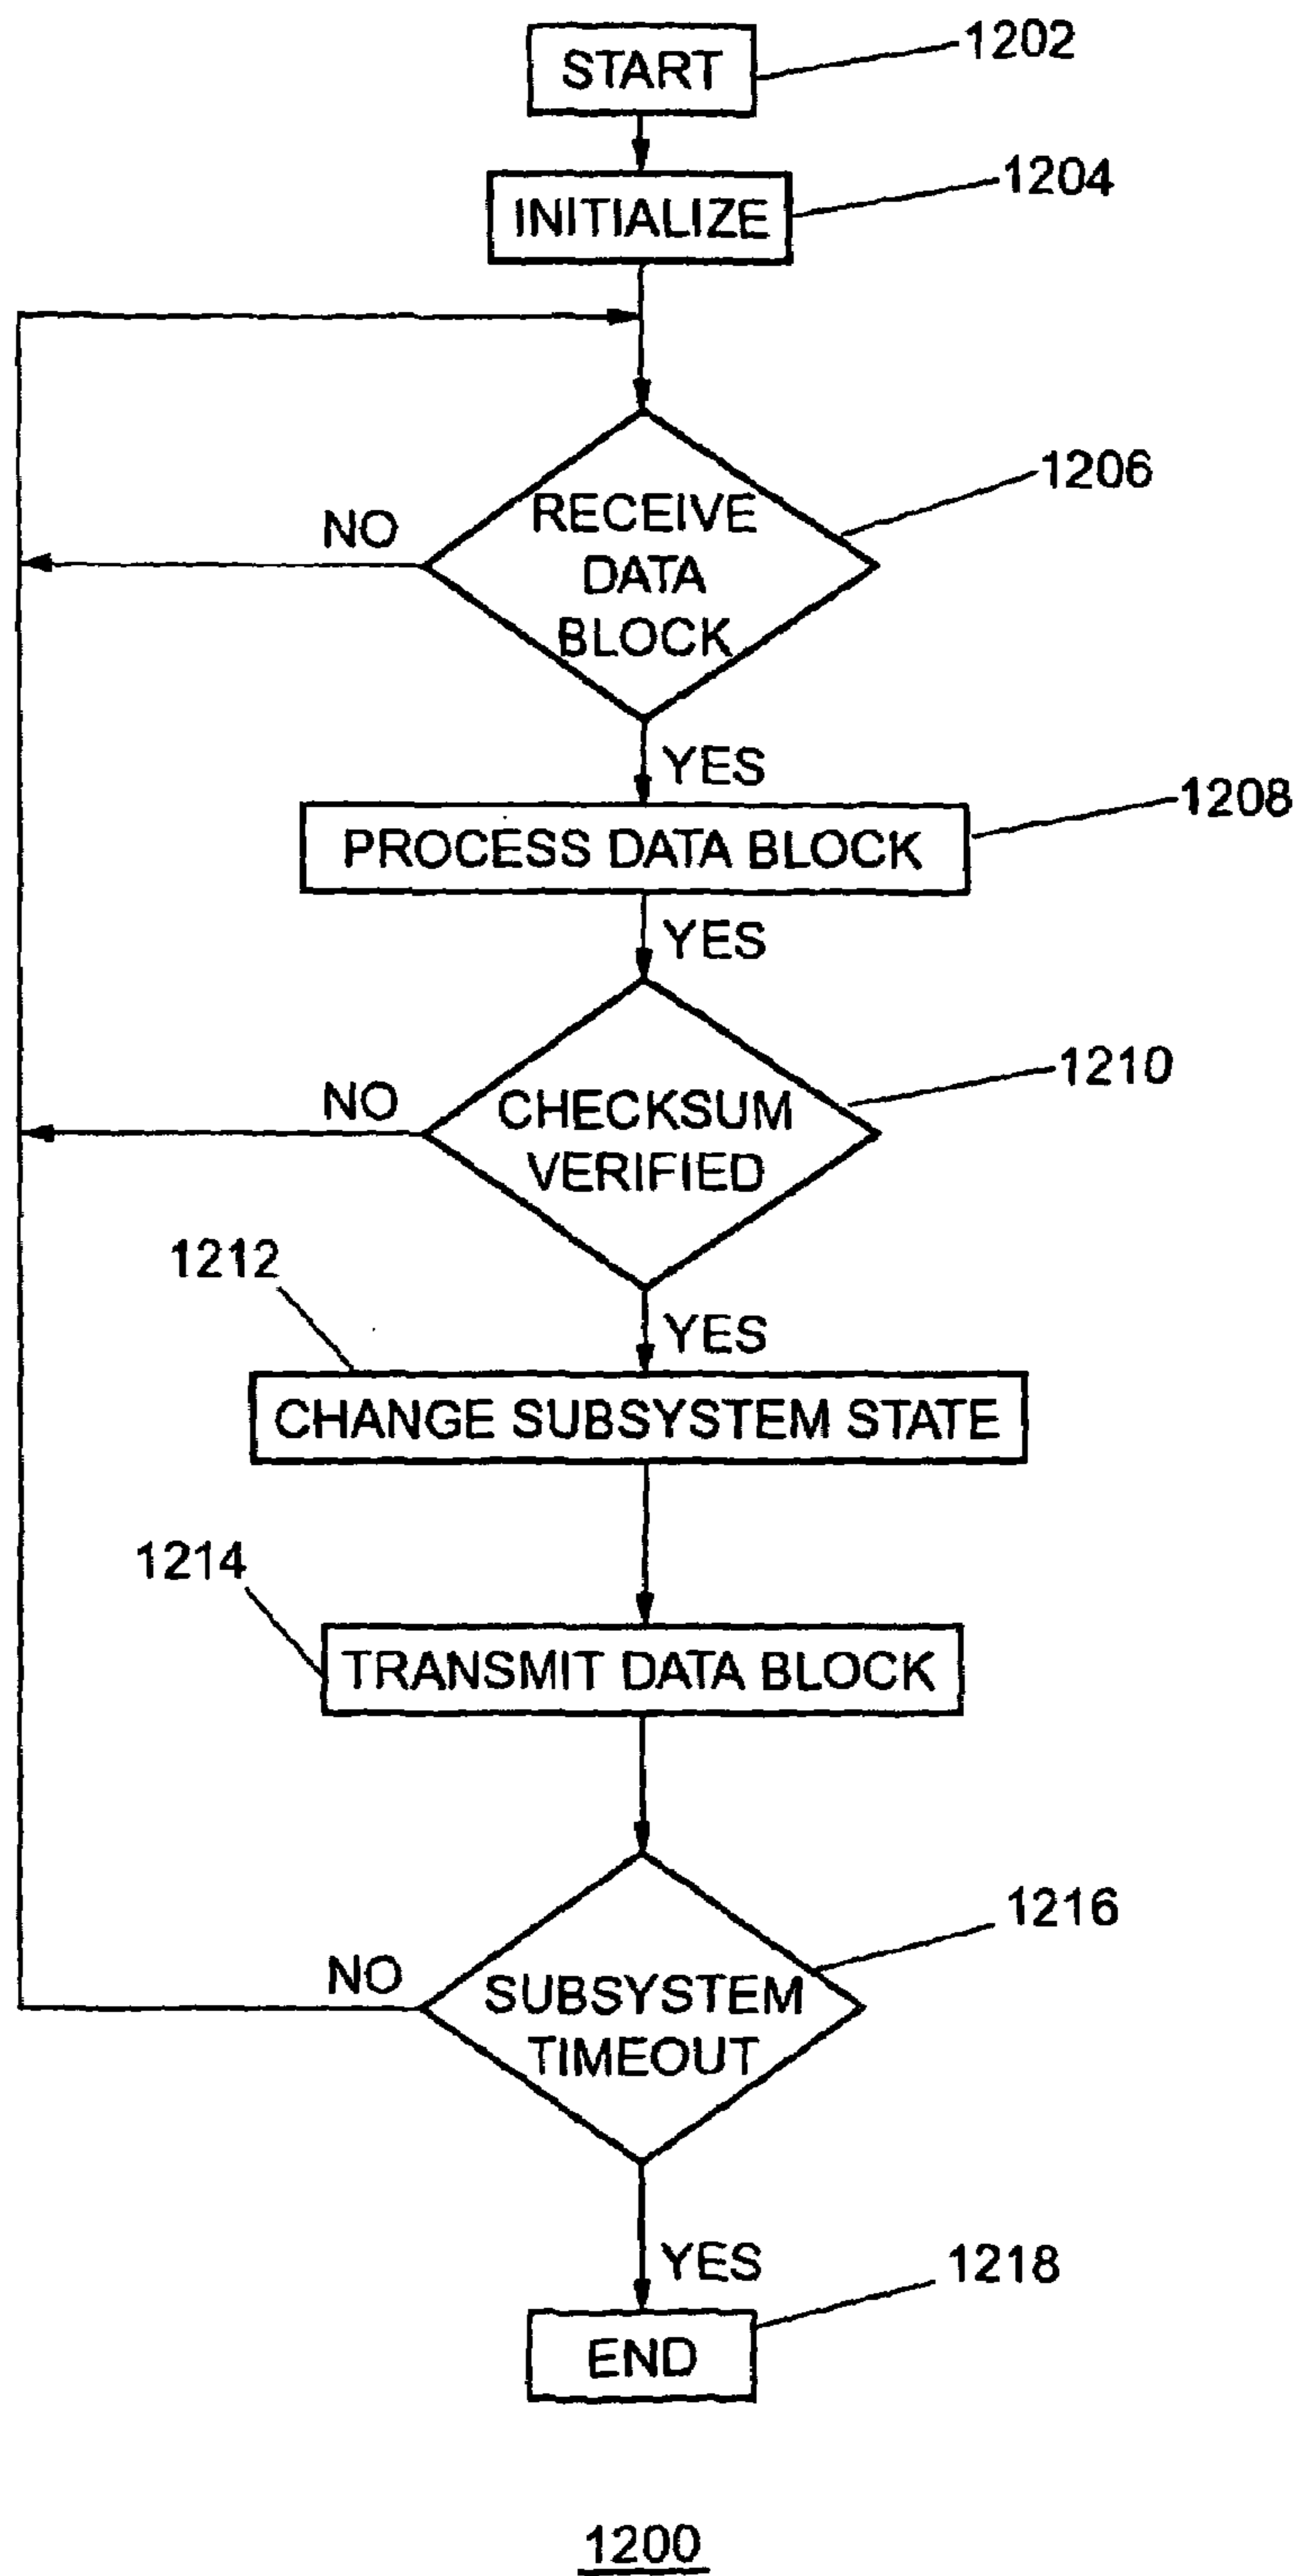 START
1202
INITIALIZE
1204
RECEIVE
DATA
BLOCK
1206
NO
YES
PROCESS DATA BLOCK
1208
YES
CHECKSUM
VERIFIED
1210
NO
YES
1212
CHANGE SUBSYSTEM STATE
1214
TRANSMIT DATA BLOCK
SUBSYSTEM
TIMEOUT
1216
NO
YES
END
1218
1200